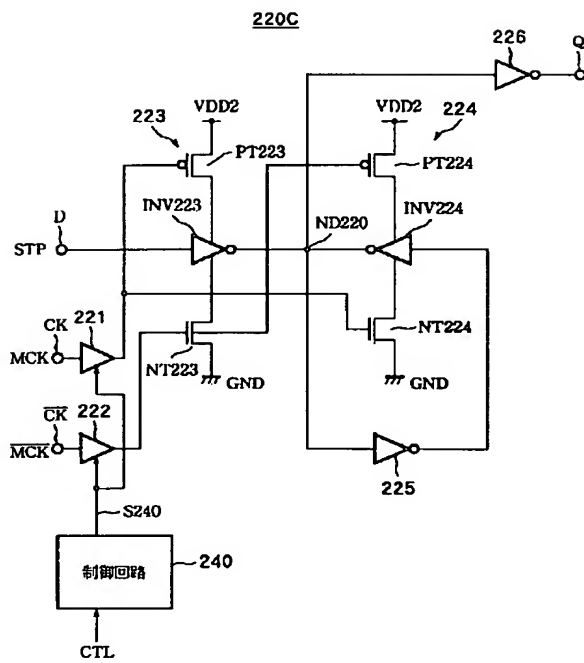 220C
226
Q
VDD2
VDD2
223
224
PT223
PT224
INV223
INV224
D
ND220
STP
CK
221
MCK
NT223
NT224
GND
GND
CK
222
MCK
225
S240
制御回路
240
CTL